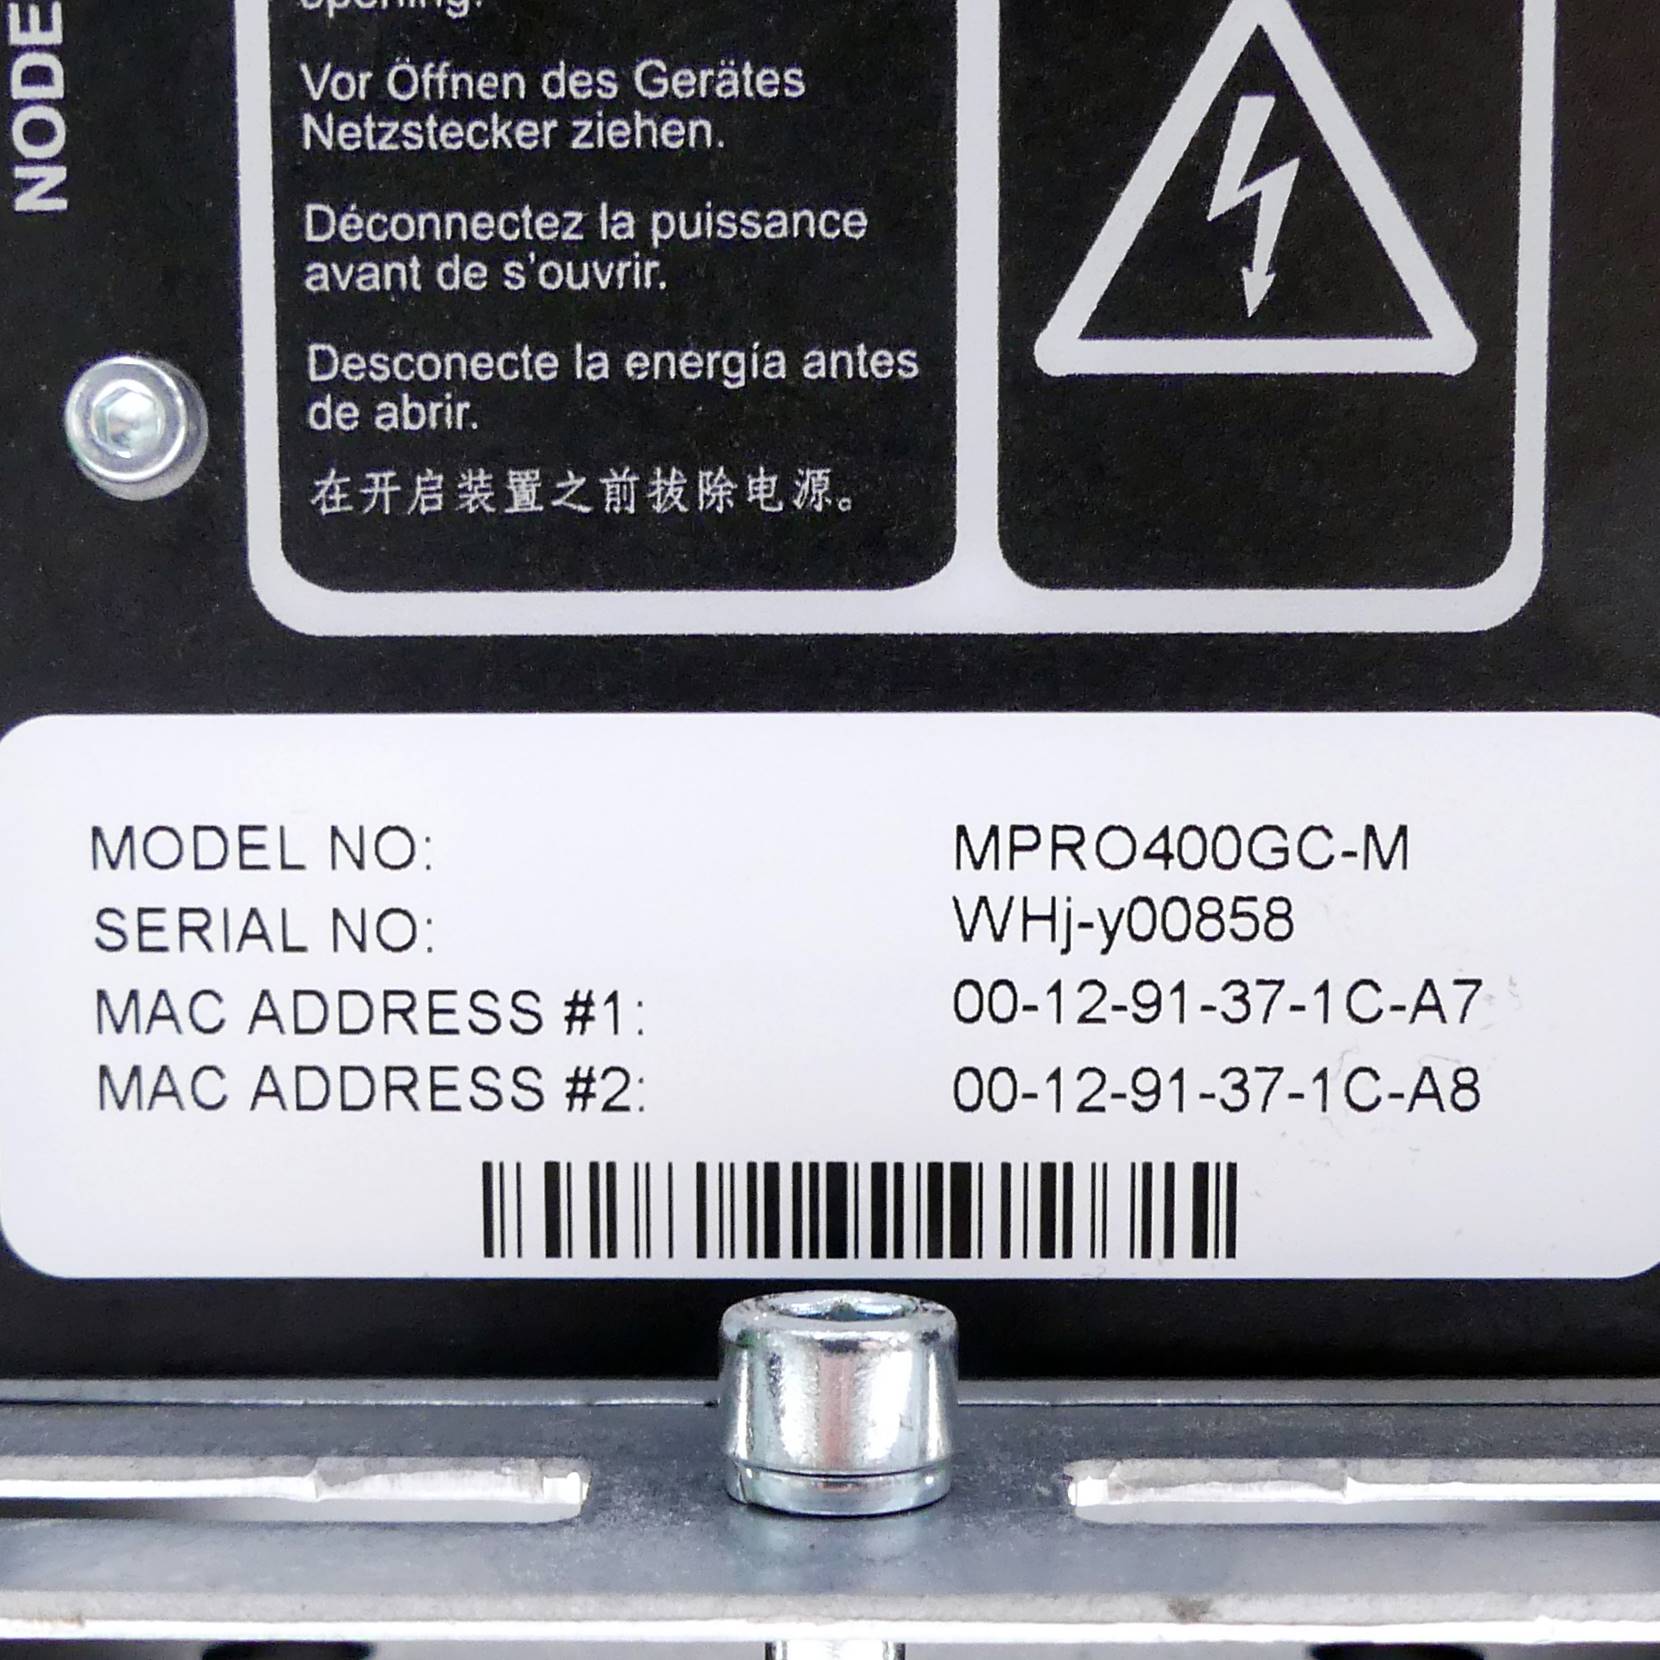 NODE
opening.
Vor Öffnen des Gerätes
Netzstecker ziehen.
Déconnectez la puissance
avant de s'ouvrir.
Desconecte la energía antes
de abrir.
在开启装置之前拔除电源。
MODEL NO: MPRO400GC-M
SERIAL NO: WHj-y00858
MAC ADDRESS #1: 00-12-91-37-1C-A7
MAC ADDRESS #2: 00-12-91-37-1C-A8